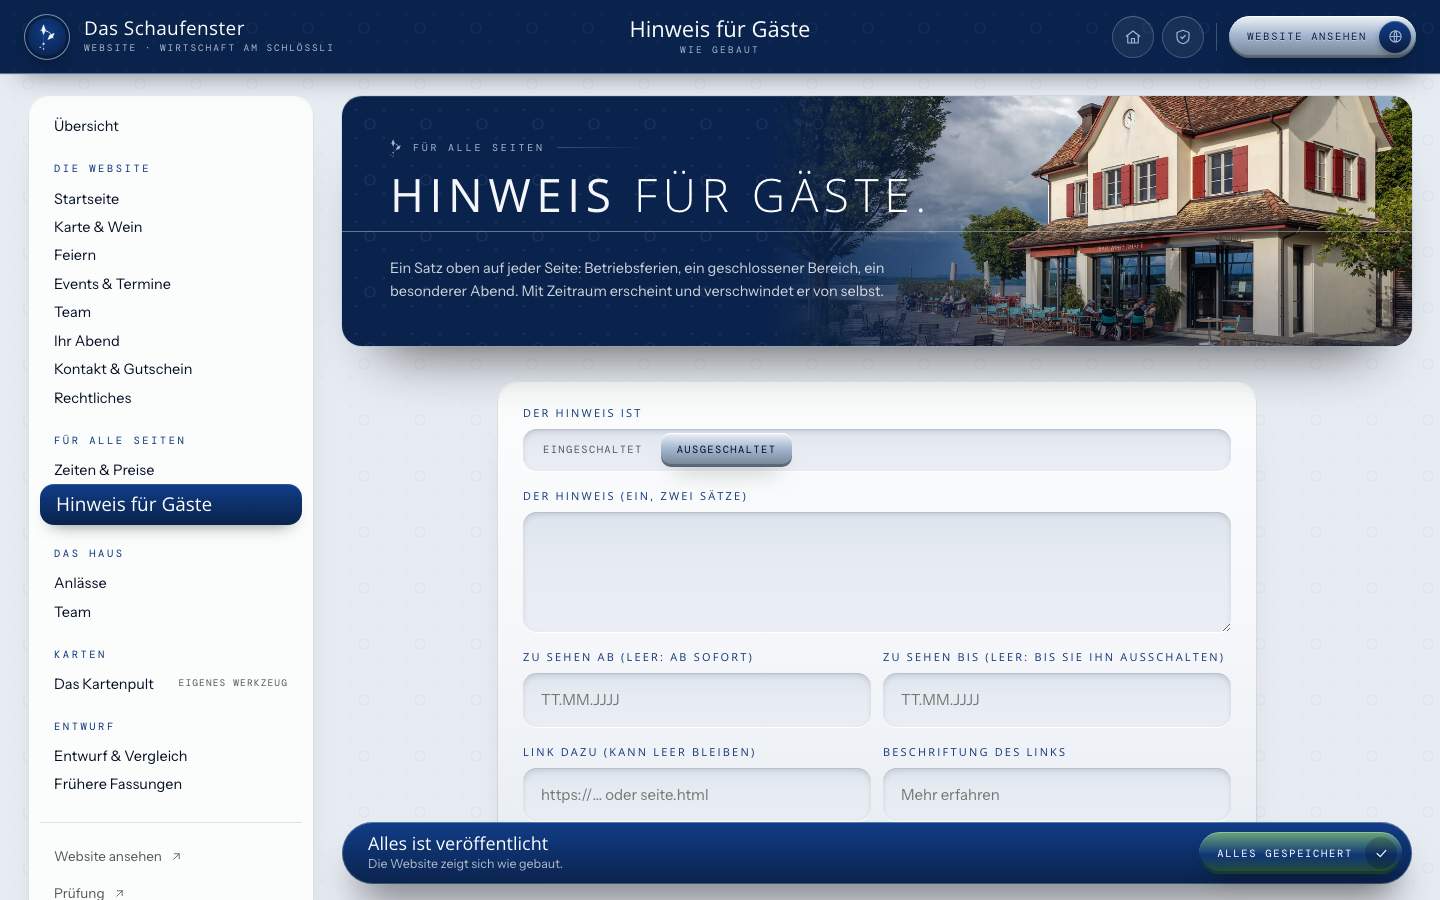 Das Schaufenster
WEBSITE · WIRTSCHAFT AM SCHLÖSSLI
Hinweis für Gäste
WIE GEBAUT
WEBSITE ANSEHEN
Übersicht
DIE WEBSITE
Startseite
Karte & Wein
Feiern
Events & Termine
Team
Ihr Abend
Kontakt & Gutschein
Rechtliches
FÜR ALLE SEITEN
Zeiten & Preise
Hinweis für Gäste
DAS HAUS
Anlässe
Team
KARTEN
Das Kartenpult EIGENES WERKZEUG
ENTWURF
Entwurf & Vergleich
Frühere Fassungen
Website ansehen
Prüfung
FÜR ALLE SEITEN
HINWEIS FÜR GÄSTE.
Ein Satz oben auf jeder Seite: Betriebsferien, ein geschlossener Bereich, ein
besonderer Abend. Mit Zeitraum erscheint und verschwindet er von selbst.
DER HINWEIS IST
EINGESCHALTET AUSGESCHALTET
DER HINWEIS (EIN, ZWEI SÄTZE)
ZU SEHEN AB (LEER: AB SOFORT)
TT.MM.JJJJ
ZU SEHEN BIS (LEER: BIS SIE IHN AUSSCHALTEN)
TT.MM.JJJJ
LINK DAZU (KANN LEER BLEIBEN)
https://... oder seite.html
BESCHRIFTUNG DES LINKS
Mehr erfahren
Alles ist veröffentlicht
Die Website zeigt sich wie gebaut.
ALLES GESPEICHERT